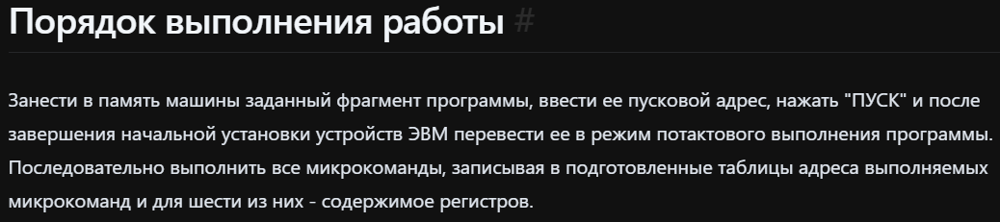 Порядок выполнения работы #
Занести в память машины заданный фрагмент программы, ввести ее пусковой адрес, нажать "ПУСК" и после
завершения начальной установки устройств ЭВМ перевести ее в режим потактового выполнения программы.
Последовательно выполнить все микрокоманды, записывая в подготовленные таблицы адреса выполняемых
микрокоманд и для шести из них - содержимое регистров.